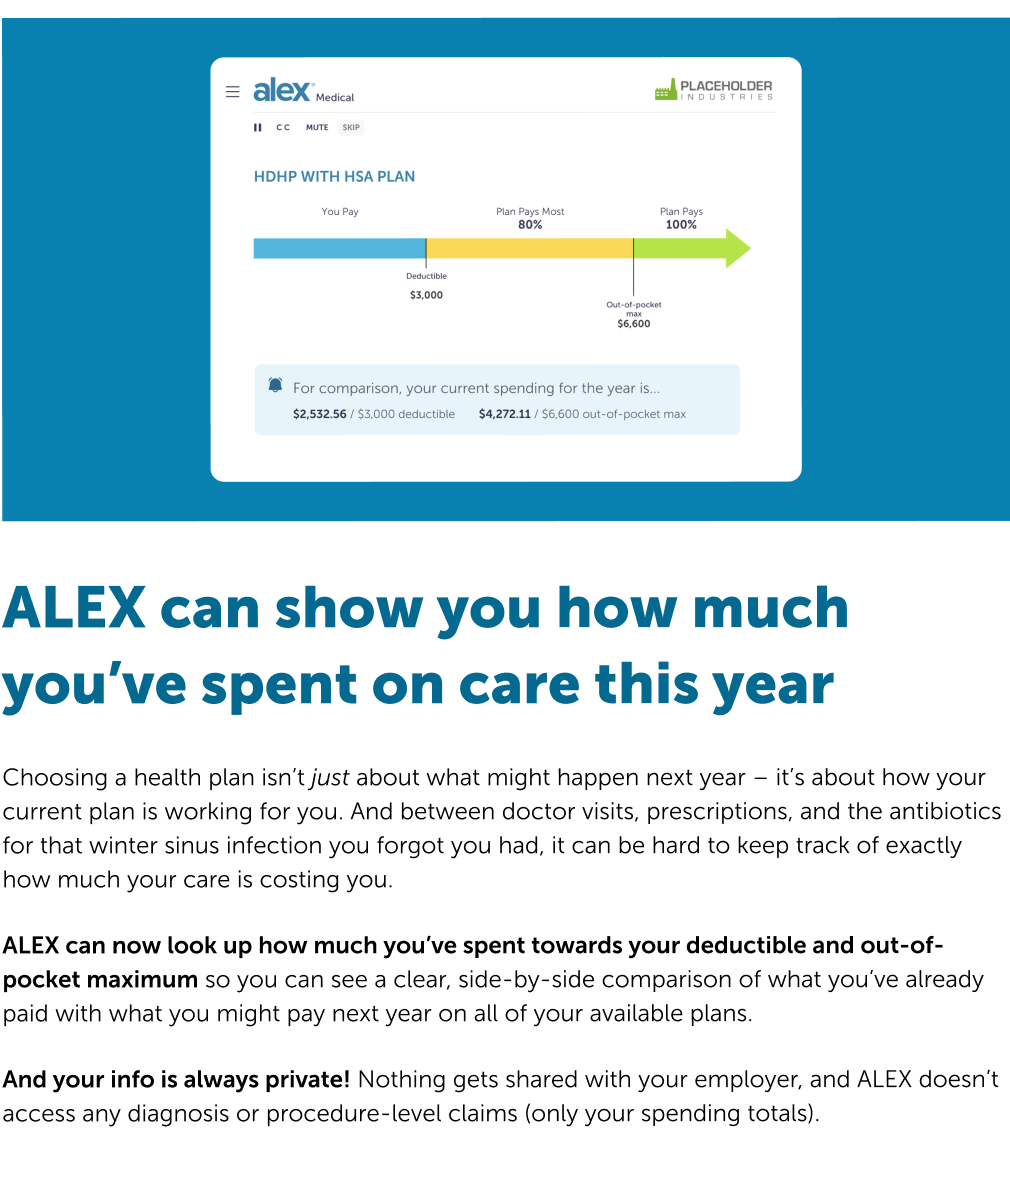 alex® Medical
PLACEHOLDER
INDUSTRIES
CC MUTE SKIP
HDHP WITH HSA PLAN
You Pay
Plan Pays Most
80%
Plan Pays
100%
Deductible
$3,000
Out-of-pocket
max
$6,600
For comparison, your current spending for the year is...
$2,532.56 / $3,000 deductible $4,272.11 / $6,600 out-of-pocket max
ALEX can show you how much
you’ve spent on care this year
Choosing a health plan isn’t just about what might happen next year – it’s about how your
current plan is working for you. And between doctor visits, prescriptions, and the antibiotics
for that winter sinus infection you forgot you had, it can be hard to keep track of exactly
how much your care is costing you.
ALEX can now look up how much you’ve spent towards your deductible and out-of-
pocket maximum so you can see a clear, side-by-side comparison of what you’ve already
paid with what you might pay next year on all of your available plans.
And your info is always private! Nothing gets shared with your employer, and ALEX doesn’t
access any diagnosis or procedure-level claims (only your spending totals).